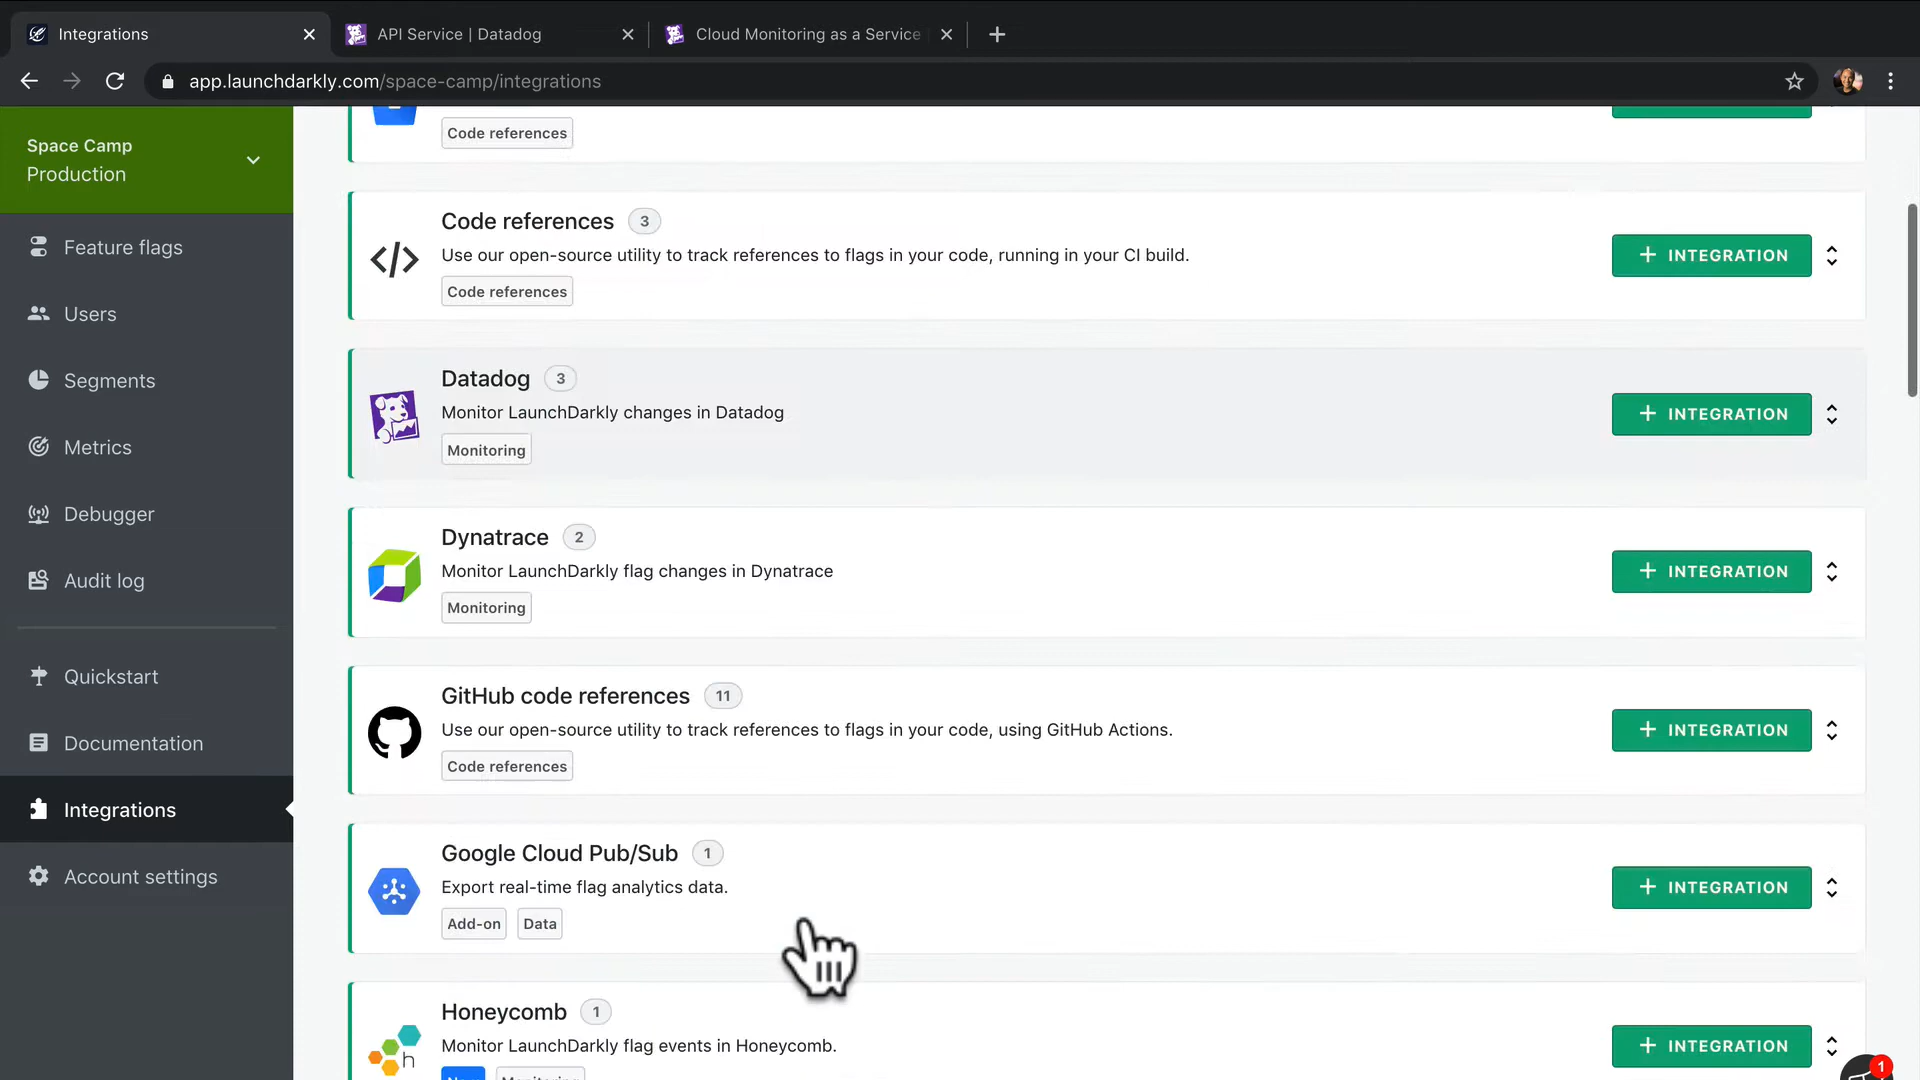 Integrations
API Service | Datadog
Cloud Monitoring as a Service
app.launchdarkly.com/space-camp/integrations
Space Camp
Production
Feature flags
Users
Segments
Metrics
Debugger
Audit log
Quickstart
Documentation
Integrations
Account settings
Code references
Code references 3
Use our open-source utility to track references to flags in your code, running in your CI build.
Code references
+ INTEGRATION
Datadog 3
Monitor LaunchDarkly changes in Datadog
Monitoring
+ INTEGRATION
Dynatrace 2
Monitor LaunchDarkly flag changes in Dynatrace
Monitoring
+ INTEGRATION
GitHub code references 11
Use our open-source utility to track references to flags in your code, using GitHub Actions.
Code references
+ INTEGRATION
Google Cloud Pub/Sub 1
Export real-time flag analytics data.
Add-on Data
+ INTEGRATION
Honeycomb 1
Monitor LaunchDarkly flag events in Honeycomb.
h
+ INTEGRATION
1